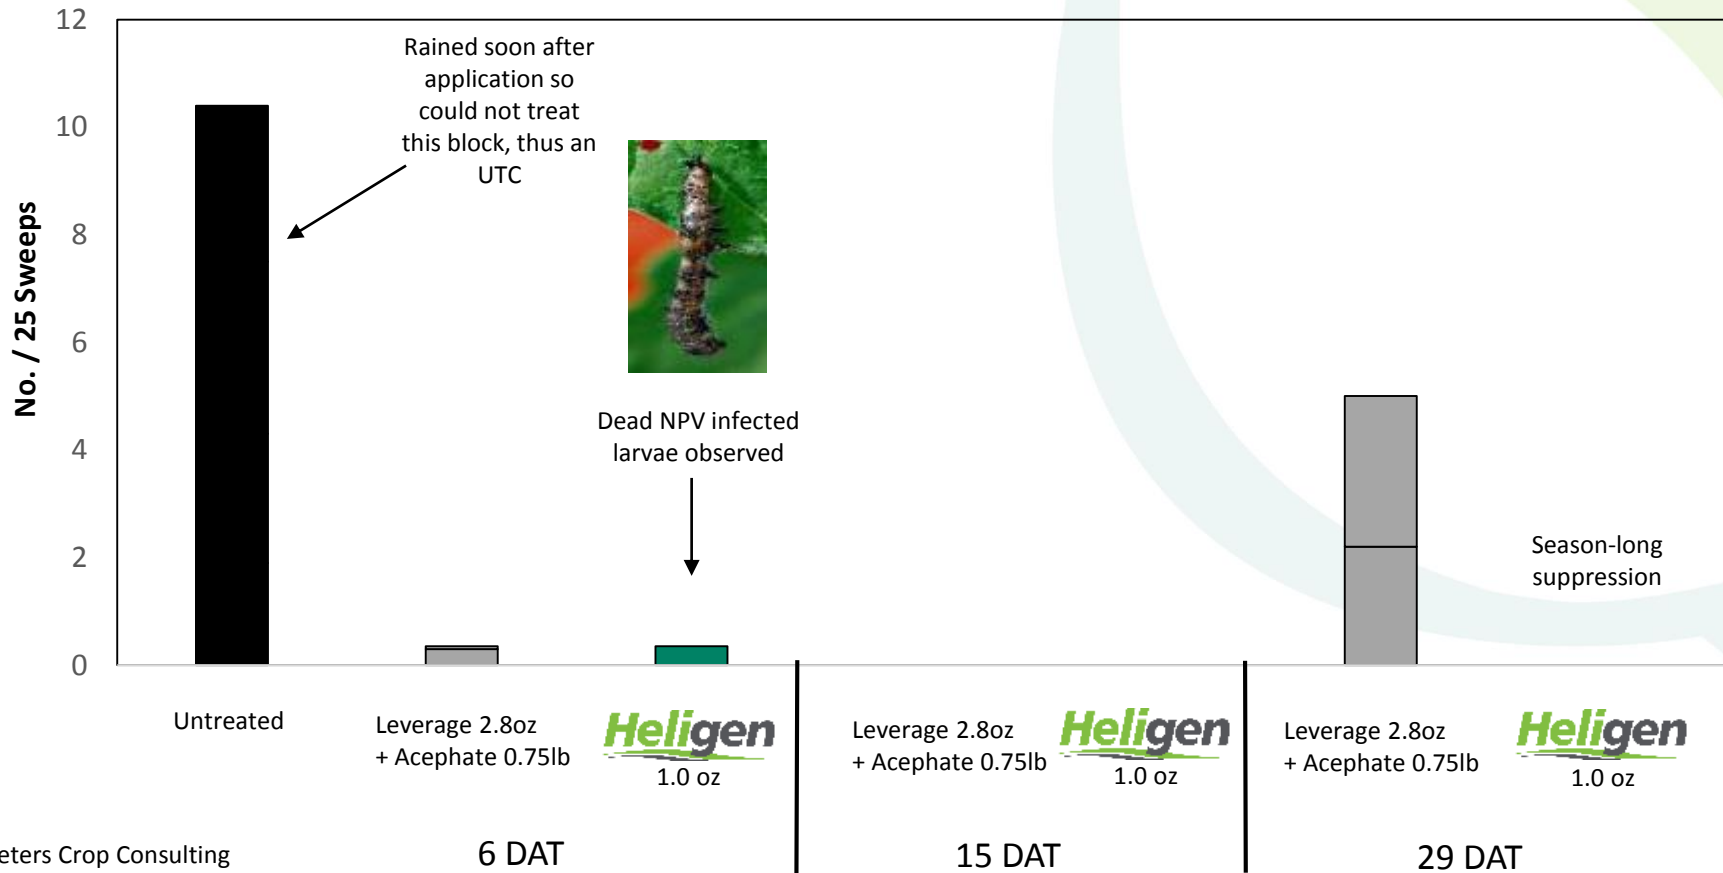 12
10
8
6
4
2
0
No. / 25 Sweeps
Rained soon after
application so
could not treat
this block, thus an
UTC
Dead NPV infected
larvae observed
Season-long
suppression
Untreated
Leverage 2.8oz
+ Acephate 0.75lb
Heligen
1.0 oz
Leverage 2.8oz
+ Acephate 0.75lb
Heligen
1.0 oz
Leverage 2.8oz
+ Acephate 0.75lb
Heligen
1.0 oz
eters Crop Consulting
6 DAT
15 DAT
29 DAT